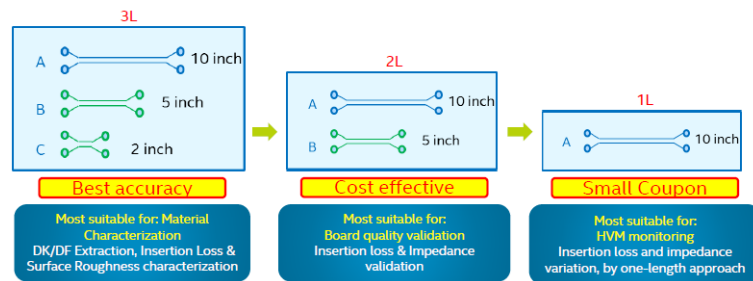 3L
A
10 inch
B
5 inch
C
2 inch
Best accuracy
Most suitable for: Material
Characterization
DK/DF Extraction, Insertion Loss &
Surface Roughness characterization
2L
A
10 inch
B
5 inch
Cost effective
Most suitable for:
Board quality validation
Insertion loss & Impedance
validation
1L
A
10 inch
Small Coupon
Most suitable for:
HVM monitoring
Insertion loss and impedance
variation, by one-length approach